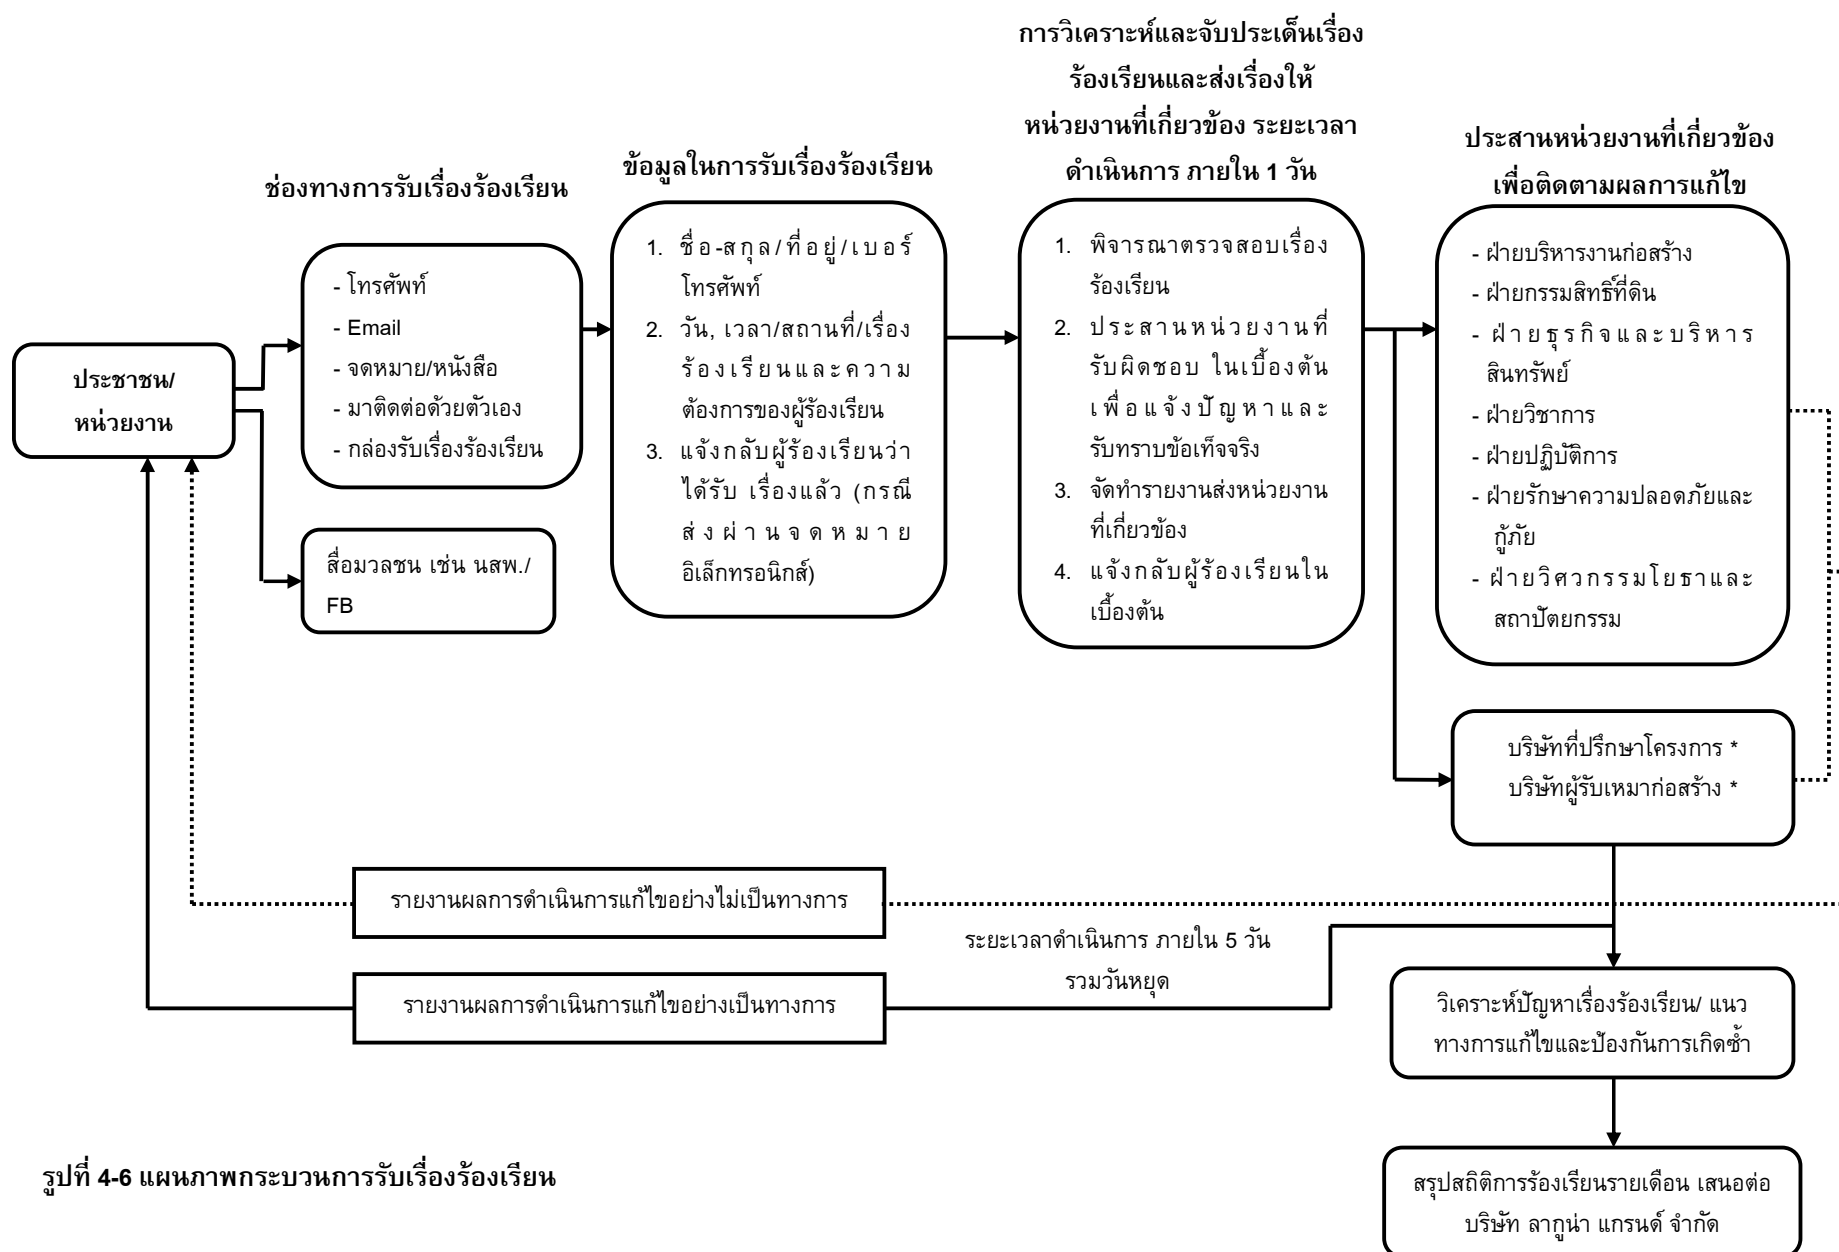 การวิเคราะห์และจับประเด็นเรื่อง
ร้องเรียนและส่งเรื่องให้
หน่วยงานที่เกี่ยวข้อง ระยะเวลา
ดำเนินการ ภายใน 1 วัน
ประสานหน่วยงานที่เกี่ยวข้อง
เพื่อติดตามผลการแก้ไข
ข้อมูลในการรับเรื่องร้องเรียน
ช่องทางการรับเรื่องร้องเรียน
ประชาชน/
หน่วยงาน
- โทรศัพท์
- Email
- จดหมาย/หนังสือ
- มาติดต่อด้วยตัวเอง
- กล่องรับเรื่องร้องเรียน
สื่อมวลชน เช่น นสพ./
FB
1. ชื่อ-สกุล/ที่อยู่/เบอร์
โทรศัพท์
2. วัน, เวลา/สถานที่/เรื่อง
ร้องเรียนและความ
ต้องการของผู้ร้องเรียน
3. แจ้งกลับผู้ร้องเรียนว่า
ได้รับ เรื่องแล้ว (กรณี
ส่งผ่านจดหมาย
อิเล็กทรอนิกส์)
1. พิจารณาตรวจสอบเรื่อง
ร้องเรียน
2. ประสานหน่วยงานที่
รับผิดชอบ ในเบื้องต้น
เพื่อแจ้งปัญหาและ
รับทราบข้อเท็จจริง
3. จัดทำรายงานส่งหน่วยงาน
ที่เกี่ยวข้อง
4. แจ้งกลับผู้ร้องเรียนใน
เบื้องต้น
- ฝ่ายบริหารงานก่อสร้าง
- ฝ่ายกรรมสิทธิ์ที่ดิน
- ฝ่ายธุรกิจและบริหาร
สินทรัพย์
- ฝ่ายวิชาการ
- ฝ่ายปฏิบัติการ
- ฝ่ายรักษาความปลอดภัยและ
กู้ภัย
- ฝ่ายวิศวกรรมโยธาและ
สถาปัตยกรรม
บริษัทที่ปรึกษาโครงการ *
บริษัทผู้รับเหมาก่อสร้าง *
รายงานผลการดำเนินการแก้ไขอย่างไม่เป็นทางการ
ระยะเวลาดำเนินการ ภายใน 5 วัน
รวมวันหยุด
รายงานผลการดำเนินการแก้ไขอย่างเป็นทางการ
วิเคราะห์ปัญหาเรื่องร้องเรียน/ แนว
ทางการแก้ไขและป้องกันการเกิดซ้ำ
สรุปสถิติการร้องเรียนรายเดือน เสนอต่อ
บริษัท ลากูน่า แกรนด์ จำกัด
รูปที่ 4-6 แผนภาพกระบวนการรับเรื่องร้องเรียน